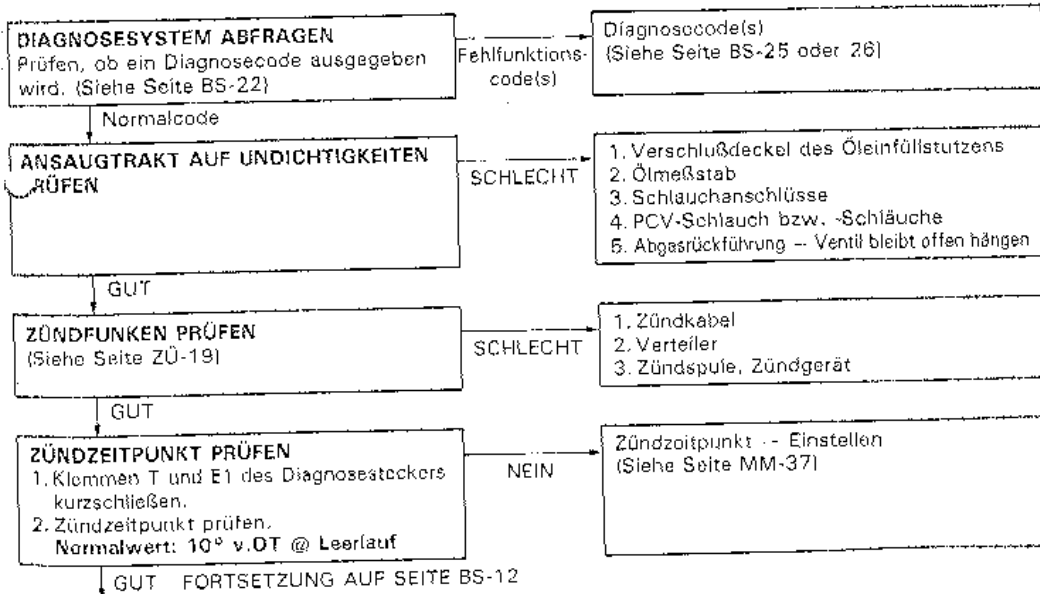 DIAGNOSESYSTEM ABFRAGEN
Prüfen, ob ein Diagnosecode ausgegeben
wird. (Siehe Seite BS-22)
Fehlfunktions-
code(s)
Diagnosecode(s)
(Siehe Seite BS-25 oder 26)
Normalcode
ANSAUGTRAKT AUF UNDICHTIGKEITEN
PRÜFEN
SCHLECHT
1. Verschlußdeckel des Öleinfüllstutzens
2. Ölmeßstab
3. Schlauchanschlüsse
4. PCV-Schlauch bzw. -Schläuche
5. Abgasrückführung -- Ventil bleibt offen hängen
GUT
ZÜNDFUNKEN PRÜFEN
(Siehe Seite ZÜ-19)
SCHLECHT
1. Zündkabel
2. Verteiler
3. Zündspule, Zündgerät
GUT
ZÜNDZEITPUNKT PRÜFEN
1. Klemmen T und E1 des Diagnosesteckers
kurzschließen.
2. Zündzeitpunkt prüfen.
Normalwert: 10° v.OT @ Leerlauf
NEIN
Zündzeitpunkt -- Einstellen
(Siehe Seite MM-37)
GUT FORTSETZUNG AUF SEITE BS-12